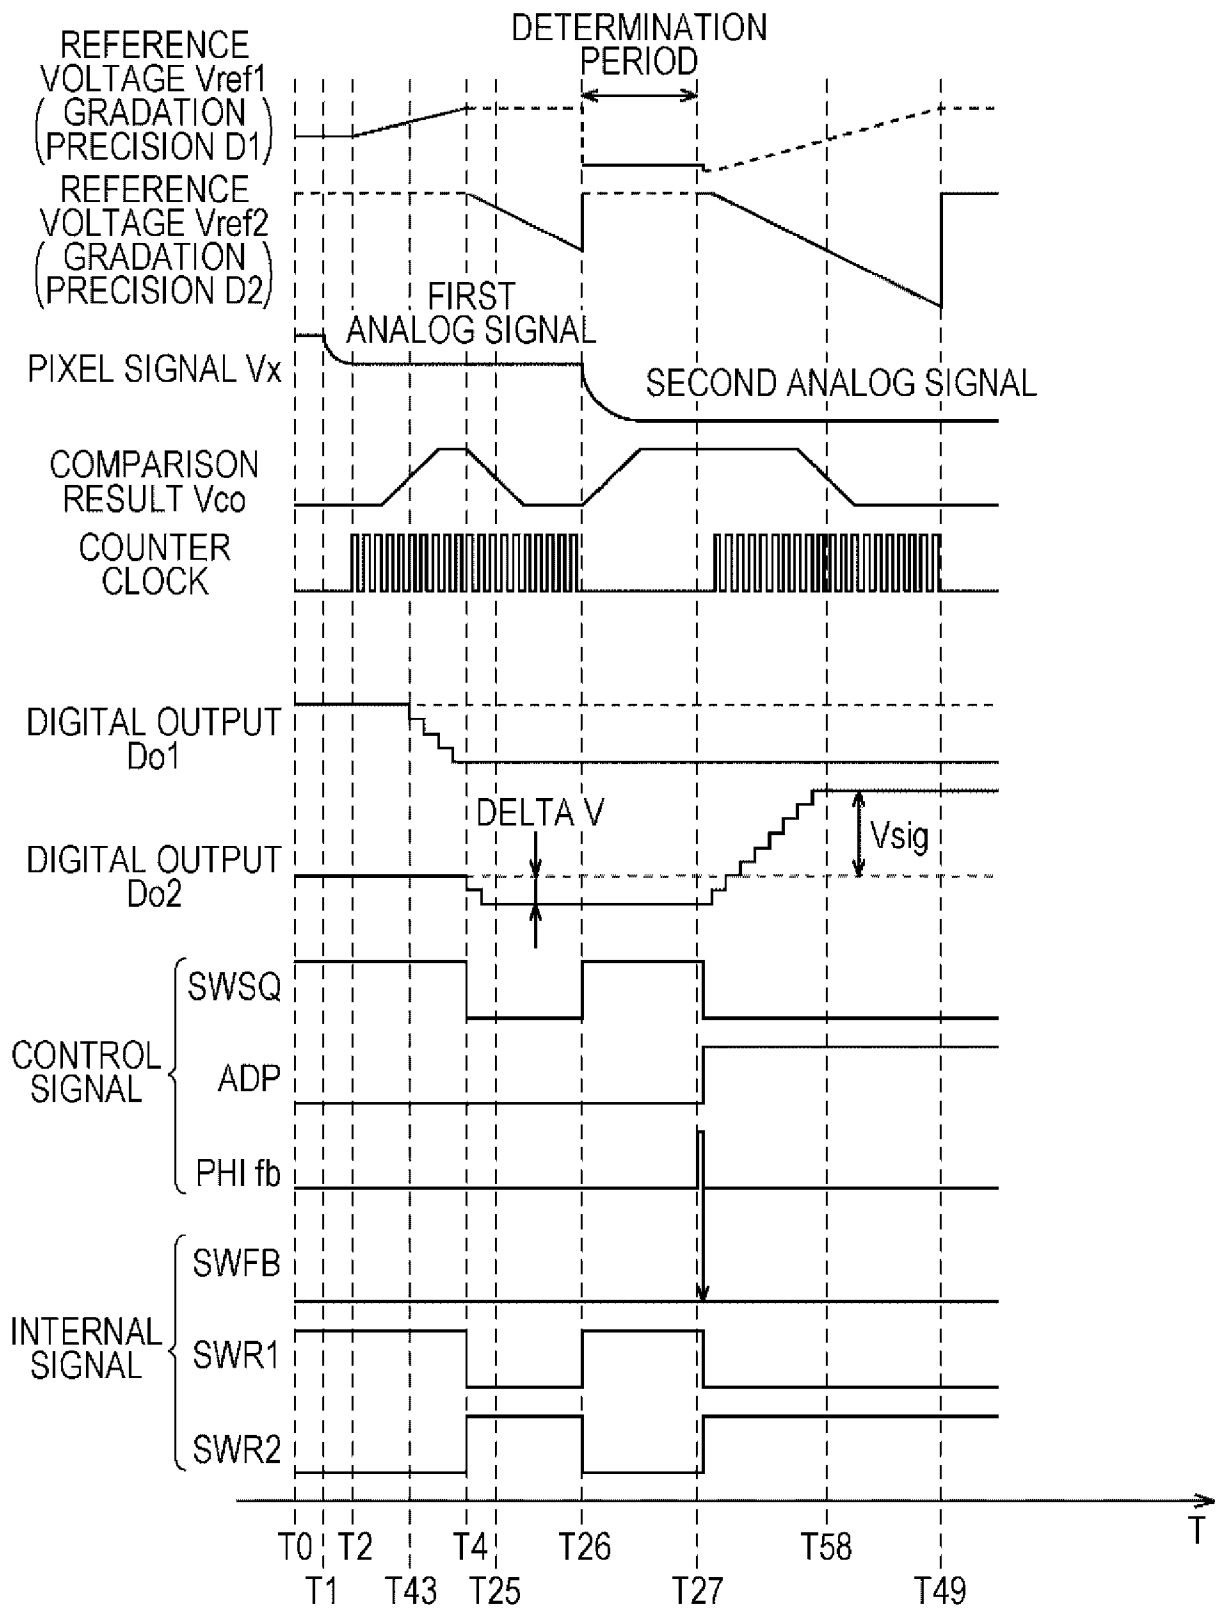 DETERMINATION
PERIOD
REFERENCE
VOLTAGE Vref1
(GRADATION
PRECISION D1)
REFERENCE
VOLTAGE Vref2
(GRADATION
PRECISION D2)
FIRST
ANALOG SIGNAL
PIXEL SIGNAL Vx
SECOND ANALOG SIGNAL
COMPARISON
RESULT Vco
COUNTER
CLOCK
DIGITAL OUTPUT
Do1
DELTA V
Vsig
DIGITAL OUTPUT
Do2
CONTROL
SIGNAL
SWSQ
ADP
PHI fb
INTERNAL
SIGNAL
SWFB
SWR1
SWR2
T
T0 T2 T4 T26 T58
T1 T43 T25 T27 T49